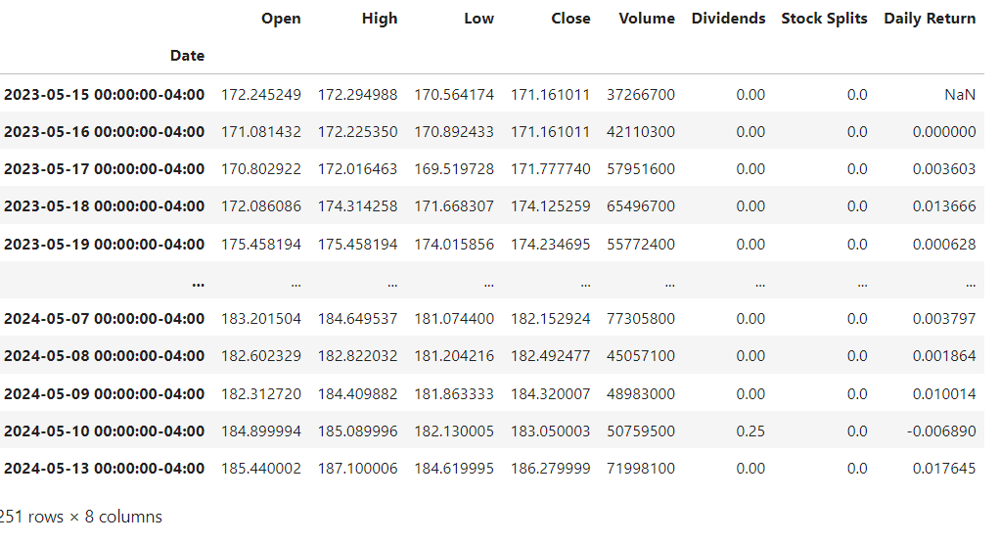 Open High Low Close Volume Dividends Stock Splits Daily Return
Date
2023-05-15 00:00:00-04:00 172.245249 172.294988 170.564174 171.161011 37266700 0.00 0.0 NaN
2023-05-16 00:00:00-04:00 171.081432 172.225350 170.892433 171.161011 42110300 0.00 0.0 0.000000
2023-05-17 00:00:00-04:00 170.802922 172.016463 169.519728 171.777740 57951600 0.00 0.0 0.003603
2023-05-18 00:00:00-04:00 172.086086 174.314258 171.668307 174.125259 65496700 0.00 0.0 0.013666
2023-05-19 00:00:00-04:00 175.458194 175.458194 174.015856 174.234695 55772400 0.00 0.0 0.000628
... ... ... ... ... ... ... ... ...
2024-05-07 00:00:00-04:00 183.201504 184.649537 181.074400 182.152924 77305800 0.00 0.0 0.003797
2024-05-08 00:00:00-04:00 182.602329 182.822032 181.204216 182.492477 45057100 0.00 0.0 0.001864
2024-05-09 00:00:00-04:00 182.312720 184.409882 181.863333 184.320007 48983000 0.00 0.0 0.010014
2024-05-10 00:00:00-04:00 184.899994 185.089996 182.130005 183.050003 50759500 0.25 0.0 -0.006890
2024-05-13 00:00:00-04:00 185.440002 187.100006 184.619995 186.279999 71998100 0.00 0.0 0.017645
251 rows × 8 columns